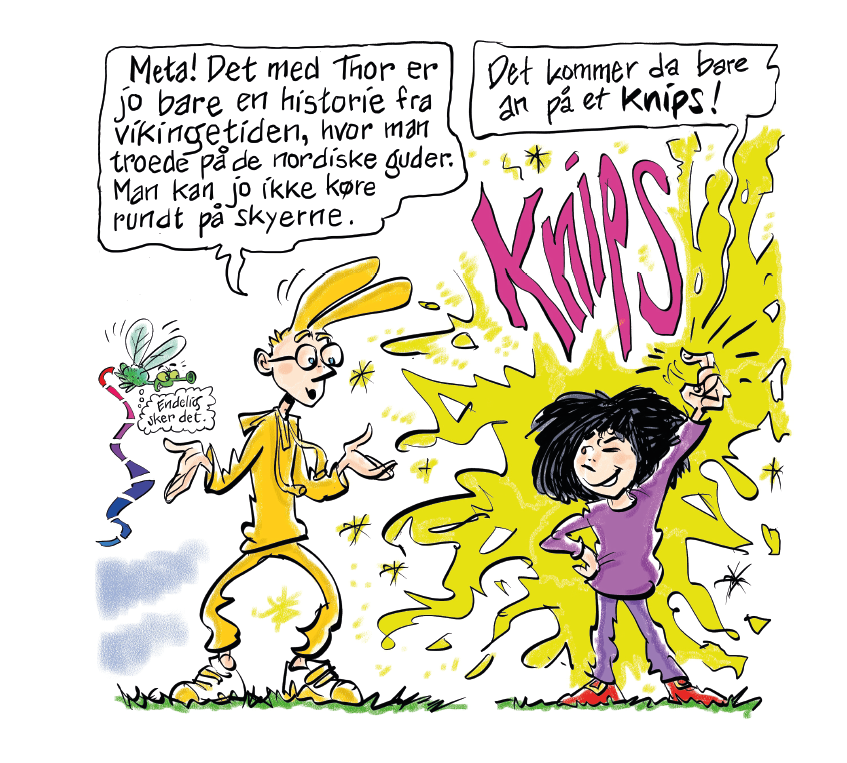 Meta! Det med Thor er
jo bare en historie fra
vikingetiden, hvor man
troede på de nordiske guder.
Man kan jo ikke køre
rundt på skyerne.
Det kommer da bare
an på et knips!
Knips
Endelig
sker det.